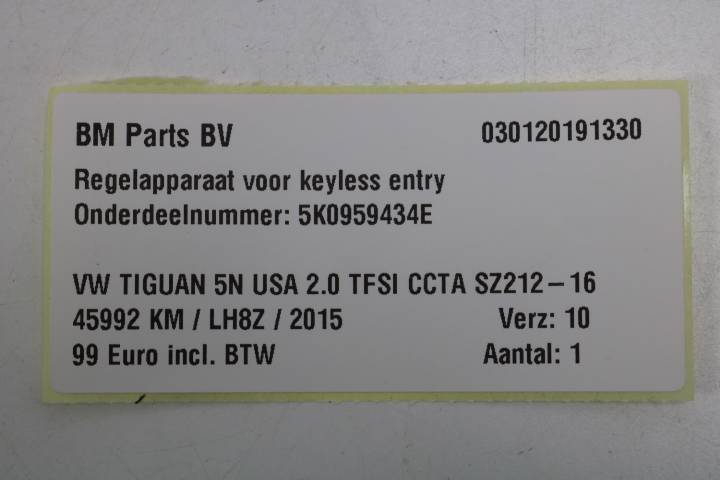 BM Parts BV 030120191330
Regelapparaat voor keyless entry
Onderdeelnummer: 5K0959434E
VW TIGUAN 5N USA 2.0 TFSI CCTA SZ212-16
45992 KM / LH8Z / 2015 Verz: 10
99 Euro incl. BTW Aantal: 1